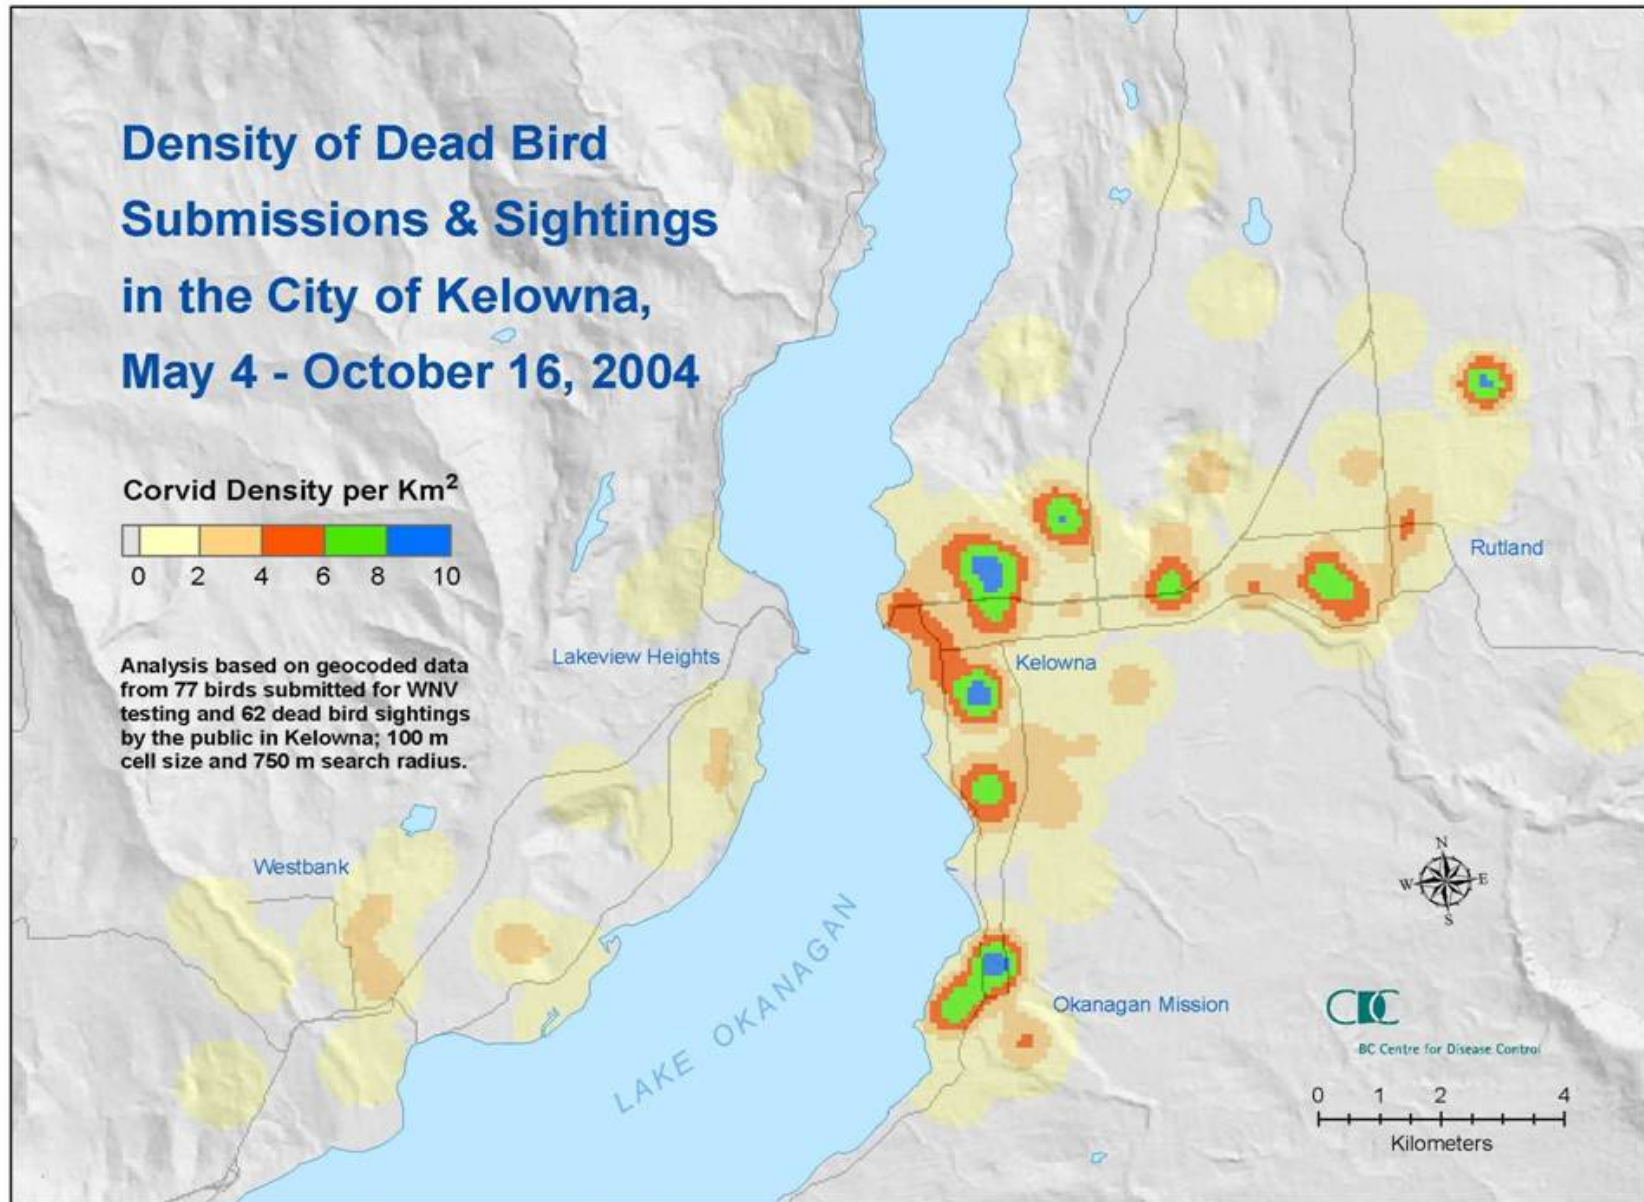 Density of Dead Bird
Submissions & Sightings
in the City of Kelowna,
May 4 - October 16, 2004
Corvid Density per Km²
0 2 4 6 8 10
Analysis based on geocoded data
from 77 birds submitted for WNV
testing and 62 dead bird sightings
by the public in Kelowna; 100 m
cell size and 750 m search radius.
Rutland
Lakeview Heights
Kelowna
Westbank
LAKE OKANAGAN
Okanagan Mission
N
W E
S
CDC
BC Centre for Disease Control
0 1 2 4
Kilometers